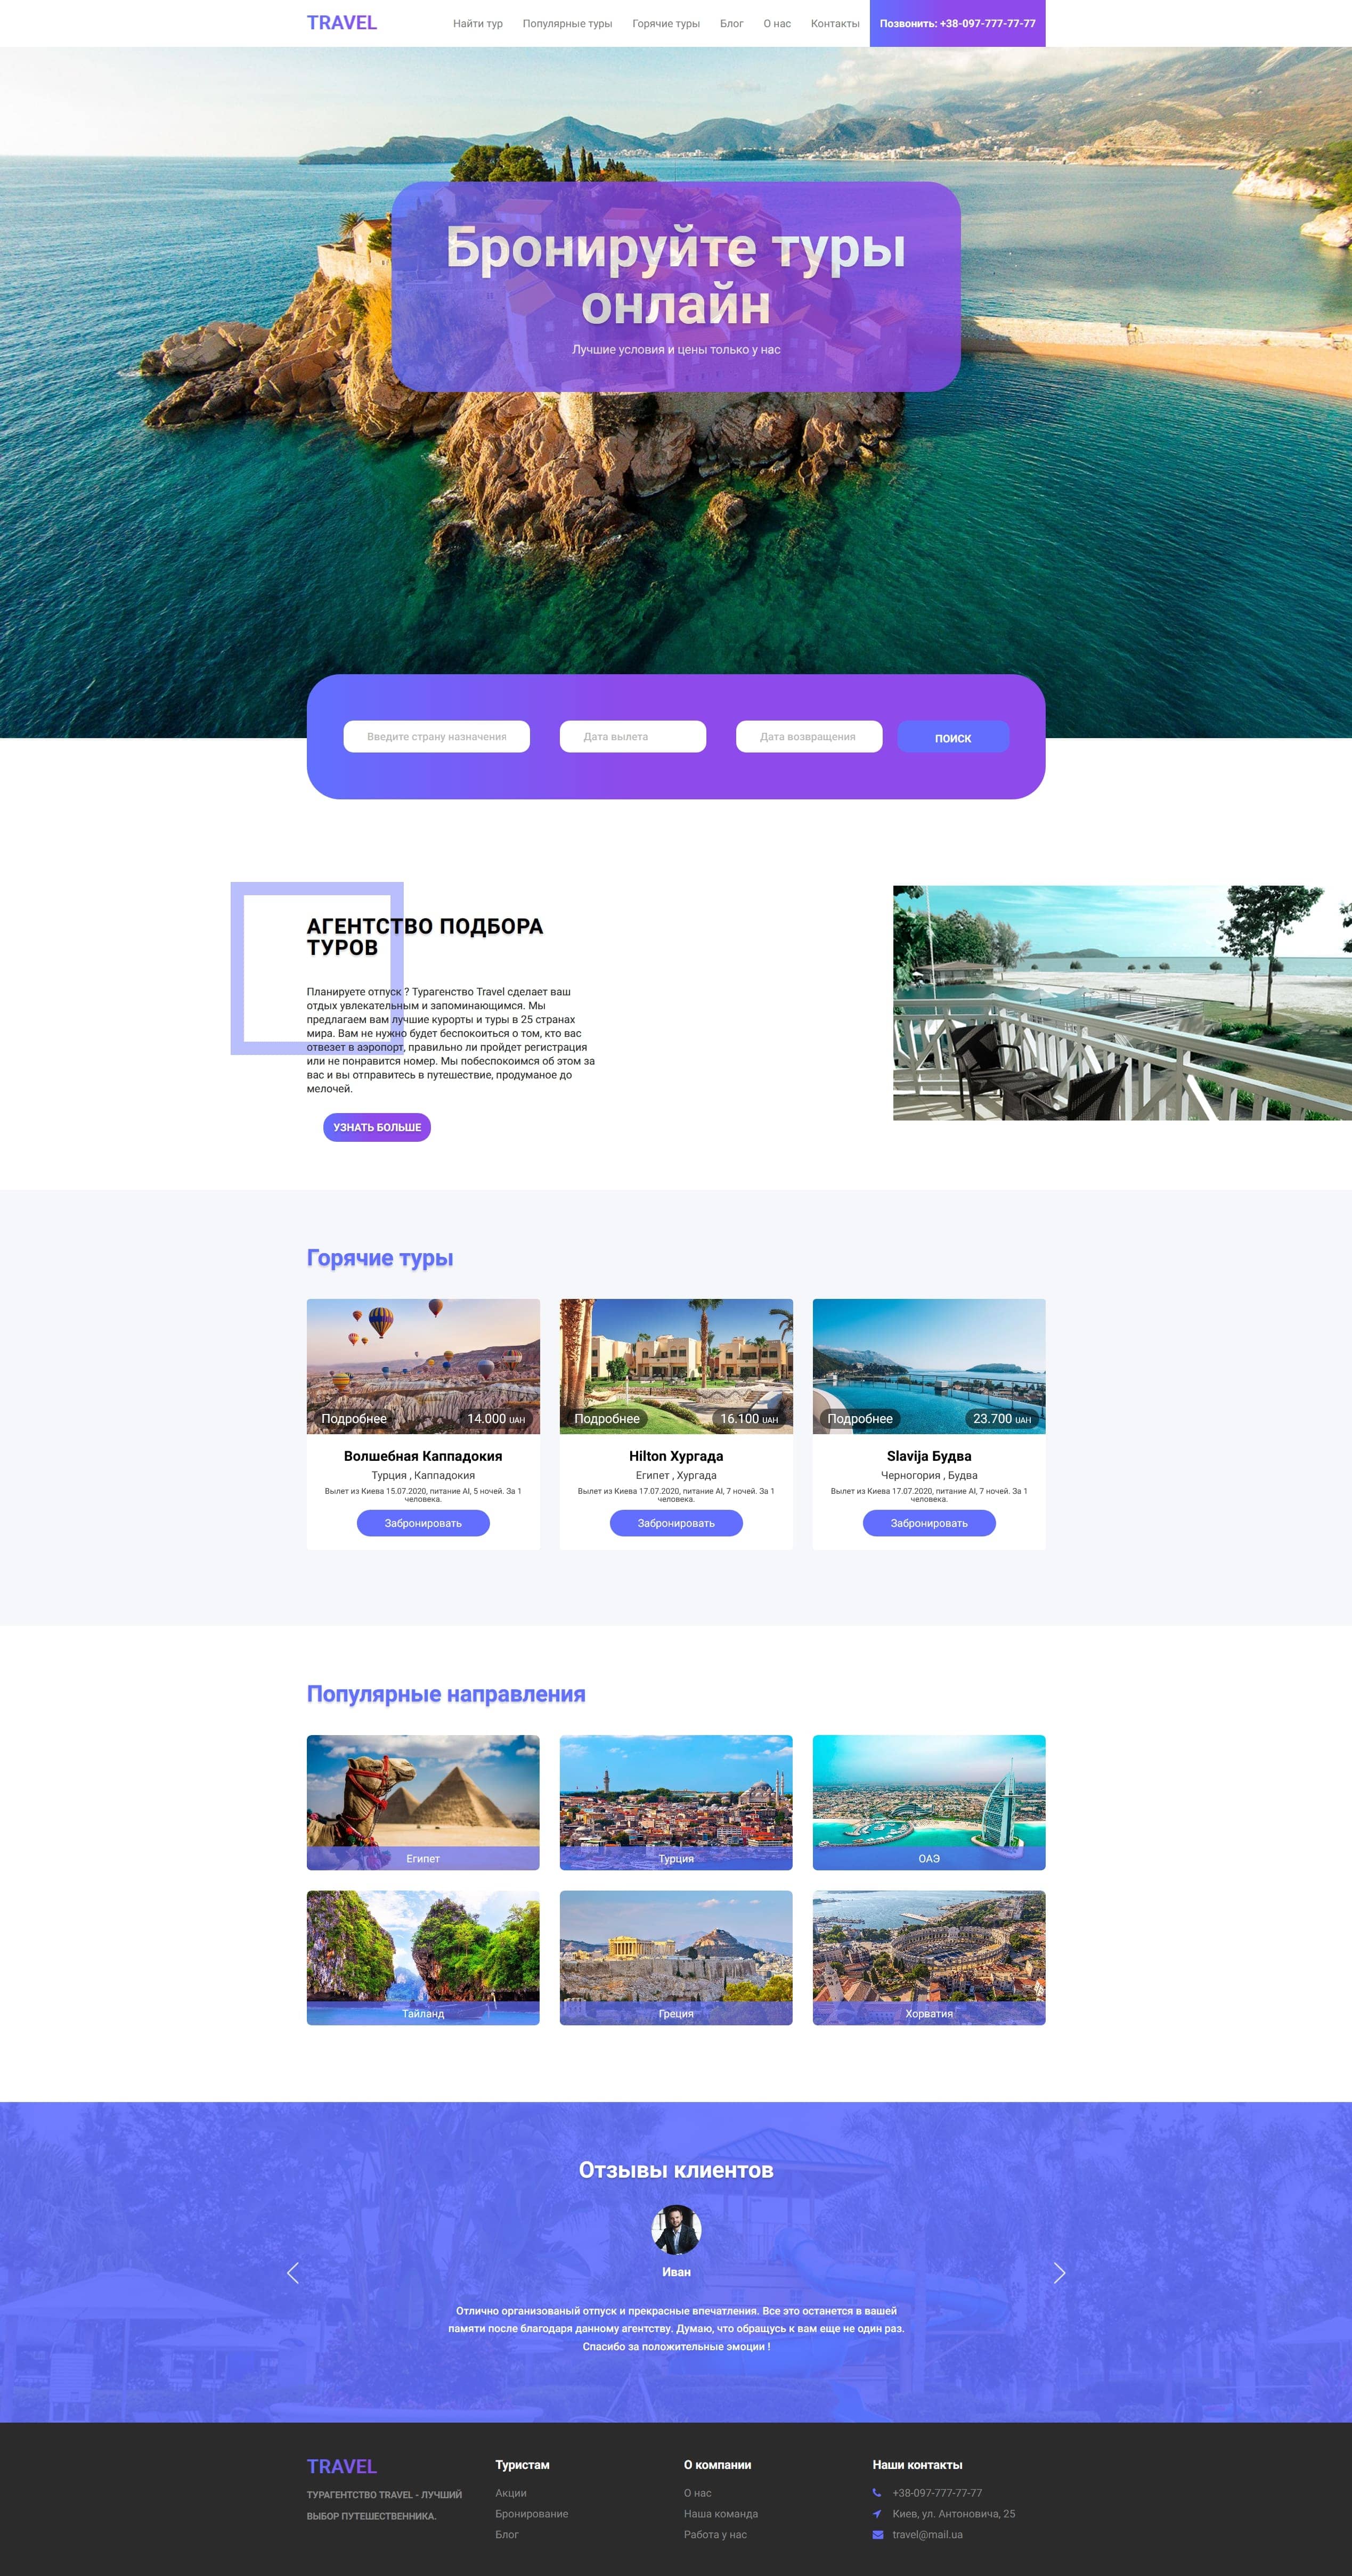 TRAVEL
Найти тур
Популярные туры
Горячие туры
Блог
О нас
Контакты
Позвонить: +38-097-777-77-77
Бронируйте туры
онлайн
Лучшие условия и цены только у нас
Введите страну назначения
Дата вылета
Дата возвращения
ПОИСК
АГЕНТСТВО ПОДБОРА
ТУРОВ
Планируете отпуск ? Турагенство Travel сделает ваш
отдых увлекательным и запоминающимся. Мы
предлагаем вам лучшие курорты и туры в 25 странах
мира. Вам не нужно будет беспокоиться о том, кто вас
отвезет в аэропорт, правильно ли пройдет регистрация
или не понравится номер. Мы побеспокоимся об этом за
вас и вы отправитесь в путешествие, продуманое до
мелочей.
УЗНАТЬ БОЛЬШЕ
Горячие туры
Подробнее
14.000 UAH
Волшебная Каппадокия
Турция , Каппадокия
Вылет из Киева 15.07.2020, питание AI, 5 ночей. За 1
человека.
Забронировать
Подробнее
16.100 UAH
Hilton Хургада
Египет , Хургада
Вылет из Киева 17.07.2020, питание AI, 7 ночей. За 1
человека.
Забронировать
Подробнее
23.700 UAH
Slavija Будва
Черногория , Будва
Вылет из Киева 17.07.2020, питание AI, 7 ночей. За 1
человека.
Забронировать
Популярные направления
Египет
Турция
ОАЭ
Тайланд
Греция
Хорватия
Отзывы клиентов
Иван
Отлично организованый отпуск и прекрасные впечатления. Все это останется в вашей
памяти после благодаря данному агентству. Думаю, что обращусь к вам еще не один раз.
Спасибо за положительные эмоции !
TRAVEL
ТУРАГЕНТСТВО TRAVEL - ЛУЧШИЙ
ВЫБОР ПУТЕШЕСТВЕННИКА.
Туристам
Акции
Бронирование
Блог
О компании
О нас
Наша команда
Работа у нас
Наши контакты
+38-097-777-77-77
Киев, ул. Антоновича, 25
travel@mail.ua